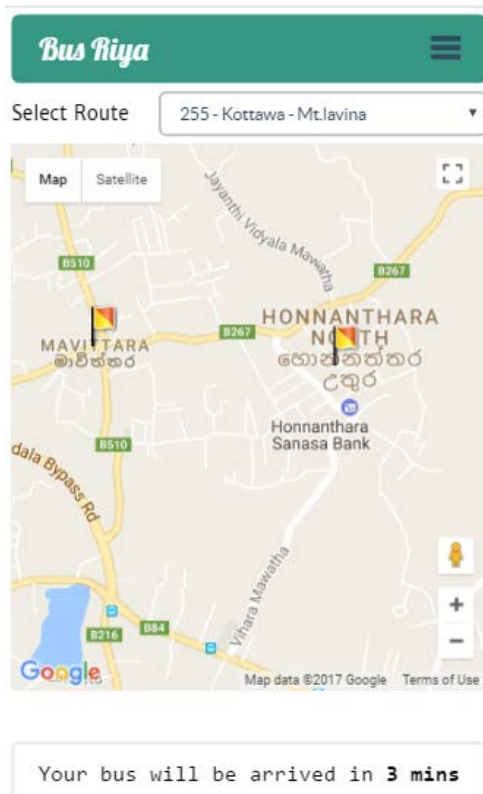 Bus Riya
Select Route
255 - Kottawa - Mt.lavina
Map
Satellite
Jayanthi Vidyala Mawatha
B510
B267
HONNANTHARA
NORTH
B267
MAVITTARA
මාවිත්තර
හොන්නත්තර
උතුර
Honnanthara
Sanasa Bank
B510
dala Bypass Rd
Vihara Mawatha
B84
B216
+
−
Google
Map data ©2017 Google
Terms of Use
Your bus will be arrived in 3 mins